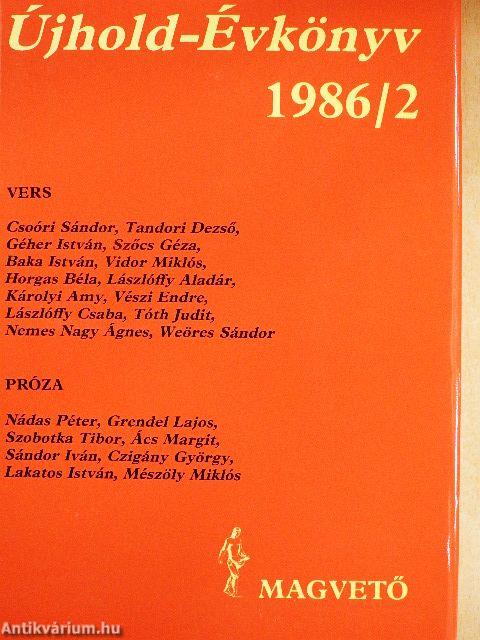 Újhold-Évkönyv
1986/2
VERS
Csoóri Sándor, Tandori Dezső,
Géher István, Szőcs Géza,
Baka István, Vidor Miklós,
Horgas Béla, Lászlóffy Aladár,
Károlyi Amy, Vészi Endre,
Lászlóffy Csaba, Tóth Judit,
Nemes Nagy Ágnes, Weöres Sándor
PRÓZA
Nádas Péter, Grendel Lajos,
Szobotka Tibor, Ács Margit,
Sándor Iván, Czigány György,
Lakatos István, Mészöly Miklós
MAGVETŐ
Antikvárium.hu